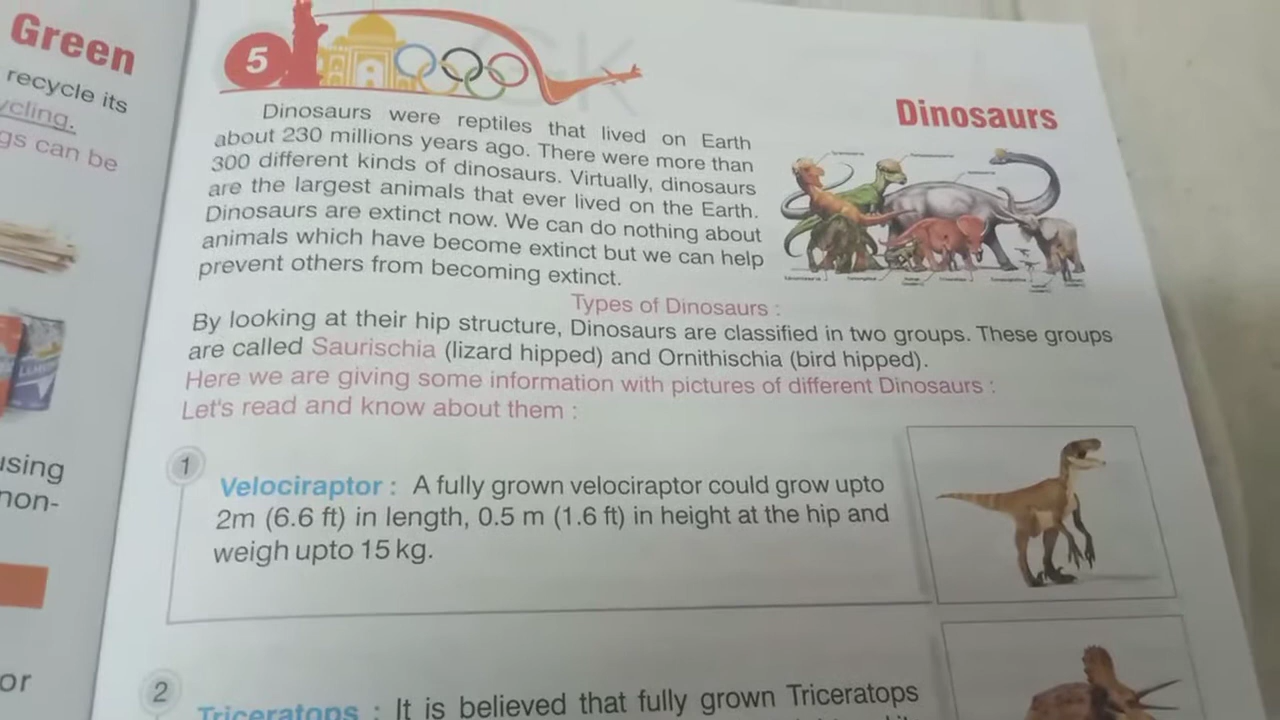 Green
recycle its
ycling.
gs can be
using
non-
or
5
GK
Dinosaurs
Dinosaurs were reptiles that lived on Earth
about 230 millions years ago. There were more than
300 different kinds of dinosaurs. Virtually, dinosaurs
are the largest animals that ever lived on the Earth.
Dinosaurs are extinct now. We can do nothing about
animals which have become extinct but we can help
prevent others from becoming extinct.
Types of Dinosaurs :
By looking at their hip structure, Dinosaurs are classified in two groups. These groups
are called Saurischia (lizard hipped) and Ornithischia (bird hipped).
Here we are giving some information with pictures of different Dinosaurs :
Let's read and know about them :
1
Velociraptor : A fully grown velociraptor could grow upto
2m (6.6 ft) in length, 0.5 m (1.6 ft) in height at the hip and
weigh upto 15 kg.
2
Triceratops : It is believed that fully grown Triceratops